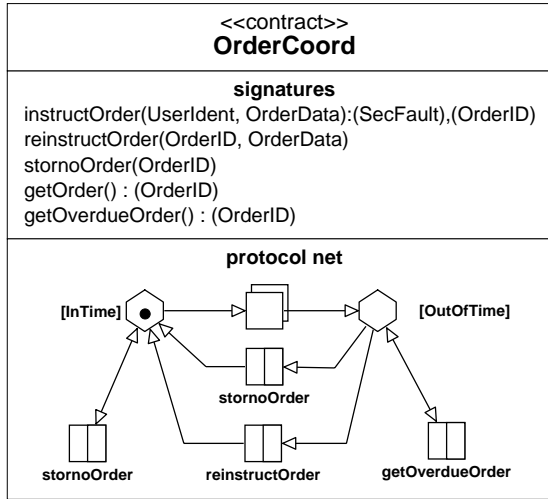 <<contract>>
OrderCoord
signatures
instructOrder(UserIdent, OrderData):(SecFault),(OrderID)
reinstructOrder(OrderID, OrderData)
stornoOrder(OrderID)
getOrder() : (OrderID)
getOverdueOrder() : (OrderID)
protocol net
[InTime]
[OutOfTime]
stornoOrder
stornoOrder
reinstructOrder
getOverdueOrder